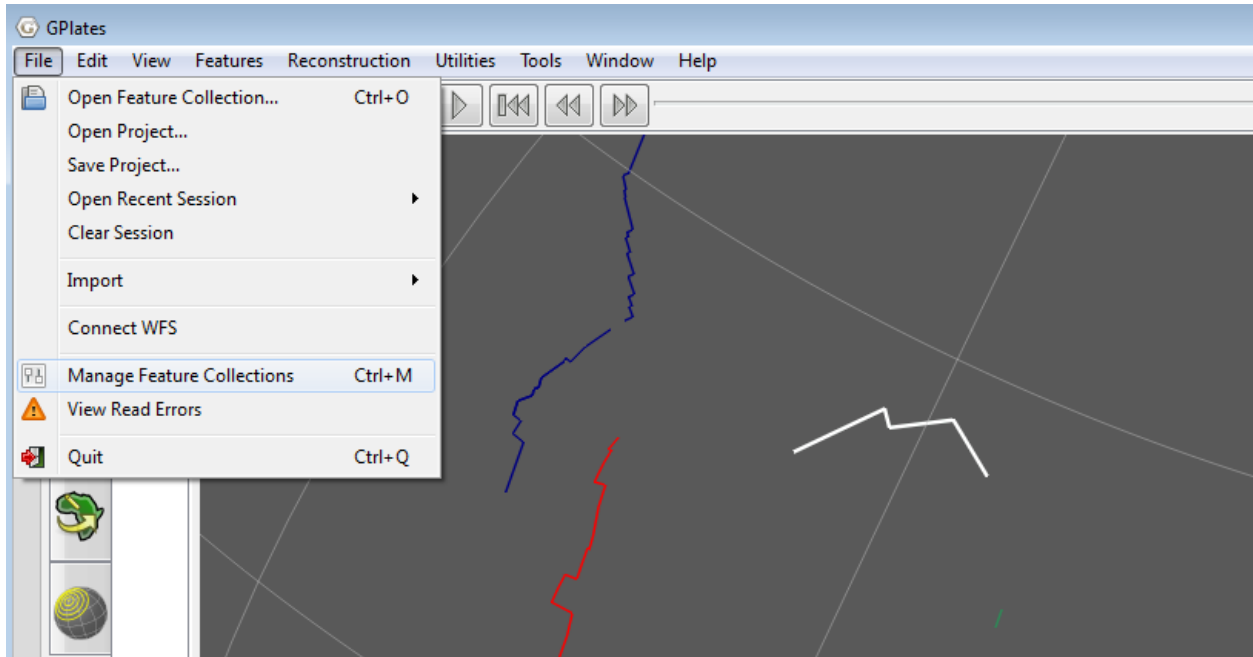 GPlates
File Edit View Features Reconstruction Utilities Tools Window Help
Open Feature Collection... Ctrl+O
Open Project...
Save Project...
Open Recent Session
Clear Session
Import
Connect WFS
Manage Feature Collections Ctrl+M
View Read Errors
Quit Ctrl+Q